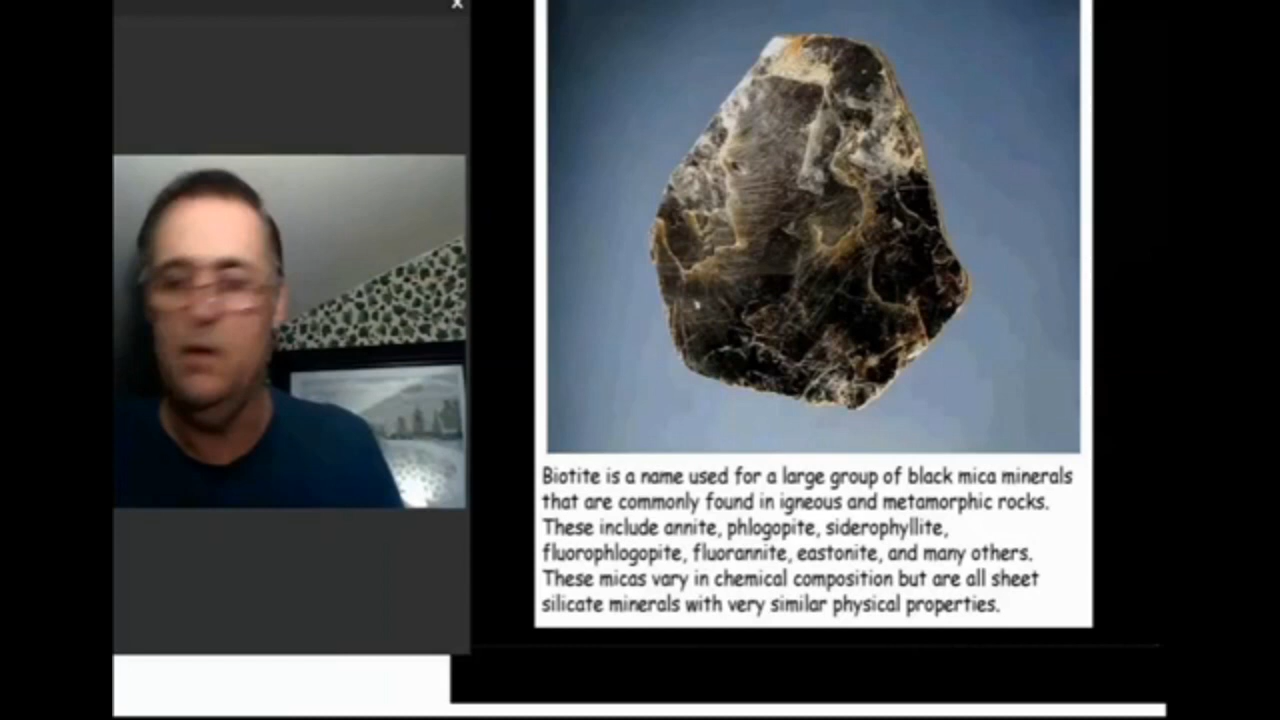 x
Biotite is a name used for a large group of black mica minerals
that are commonly found in igneous and metamorphic rocks.
These include annite, phlogopite, siderophyllite,
fluorophlogopite, fluorannite, eastonite, and many others.
These micas vary in chemical composition but are all sheet
silicate minerals with very similar physical properties.